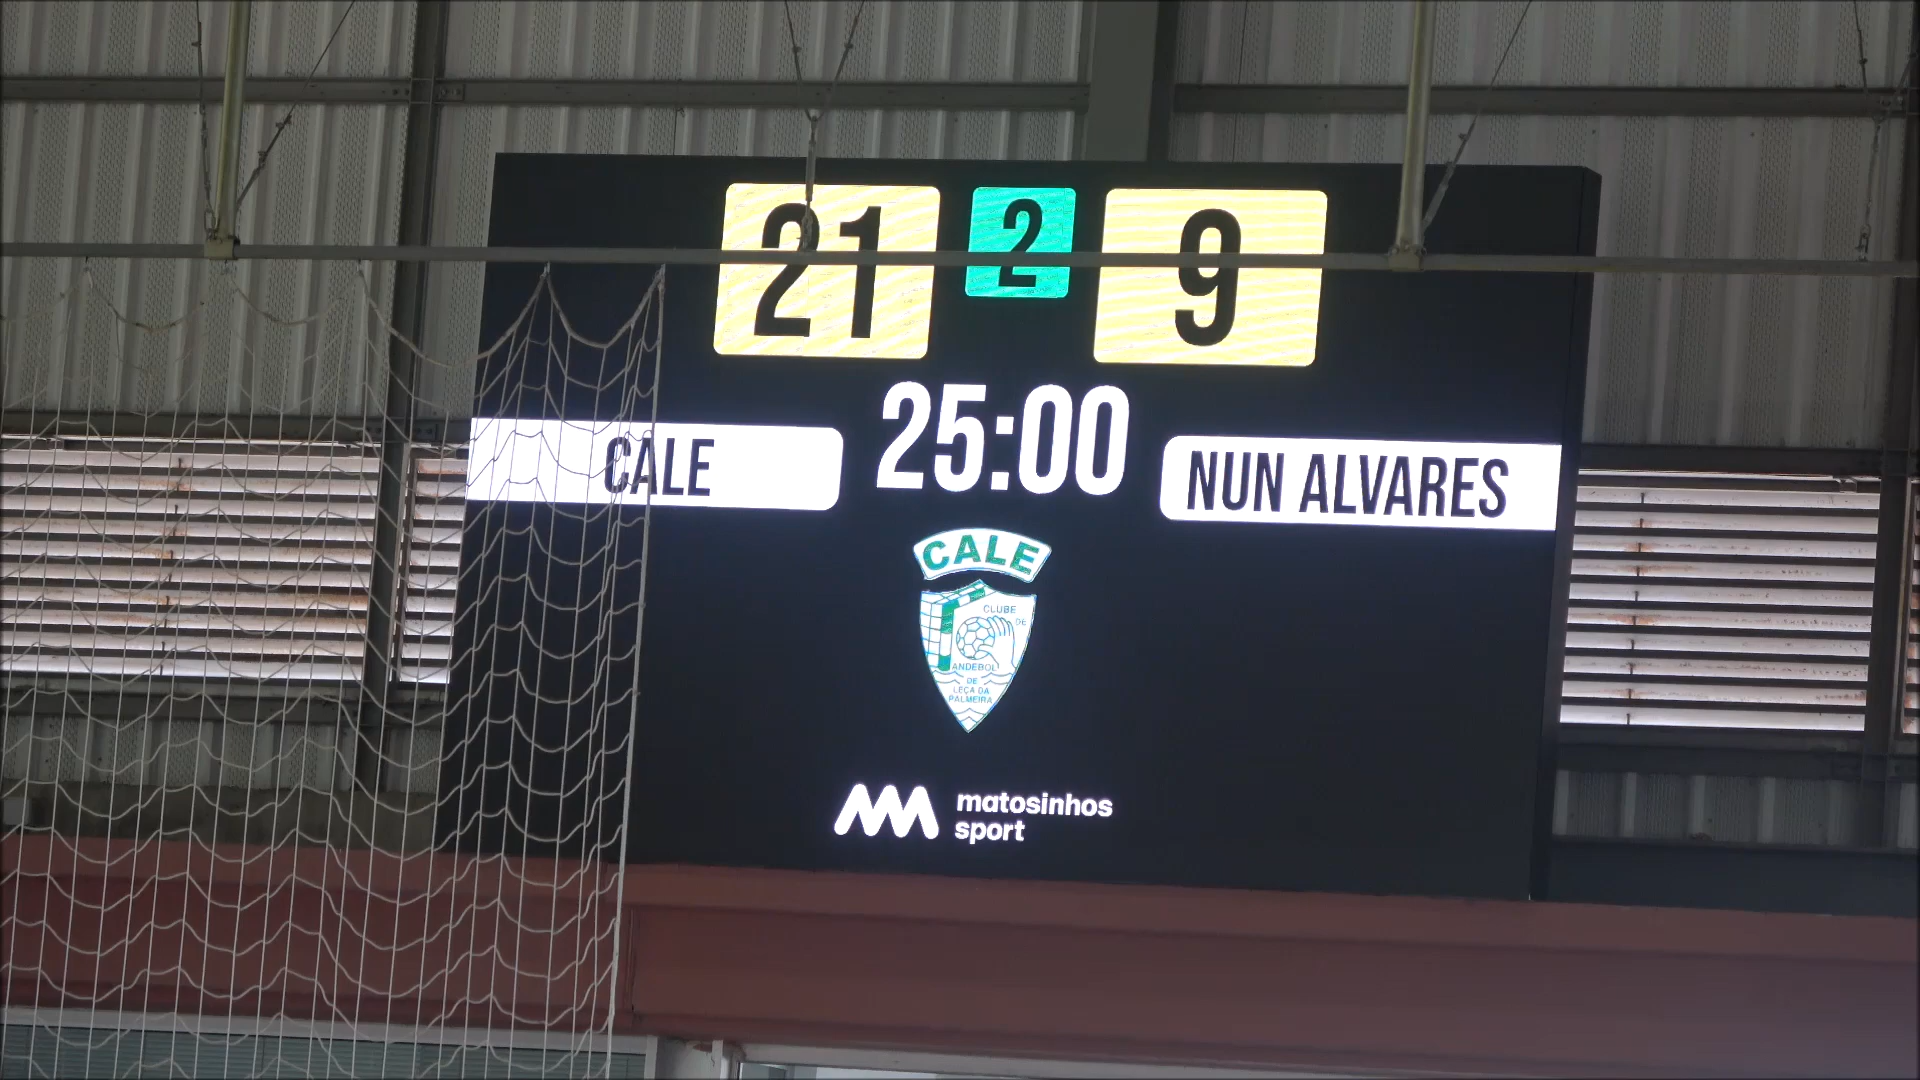 21 2 9
25:00
CALE
NUN ALVARES
CALE
CLUBE
DE
ANDEBOL
DE
LEÇA DA
PALMEIRA
matosinhos
sport